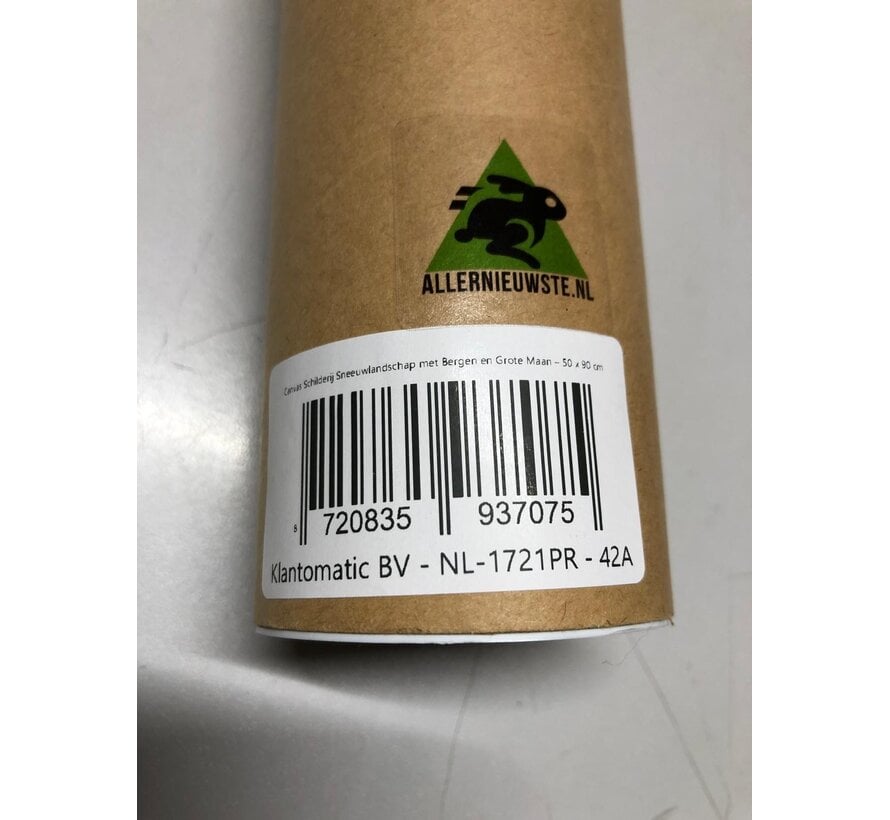 ALLERNIEUWSTE.NL
Canvas Schilderij Sneeuwlandschap met Bergen en Grote Maan – 50 x 90 cm
8 720835 937075
Klantomatic BV - NL-1721PR - 42A